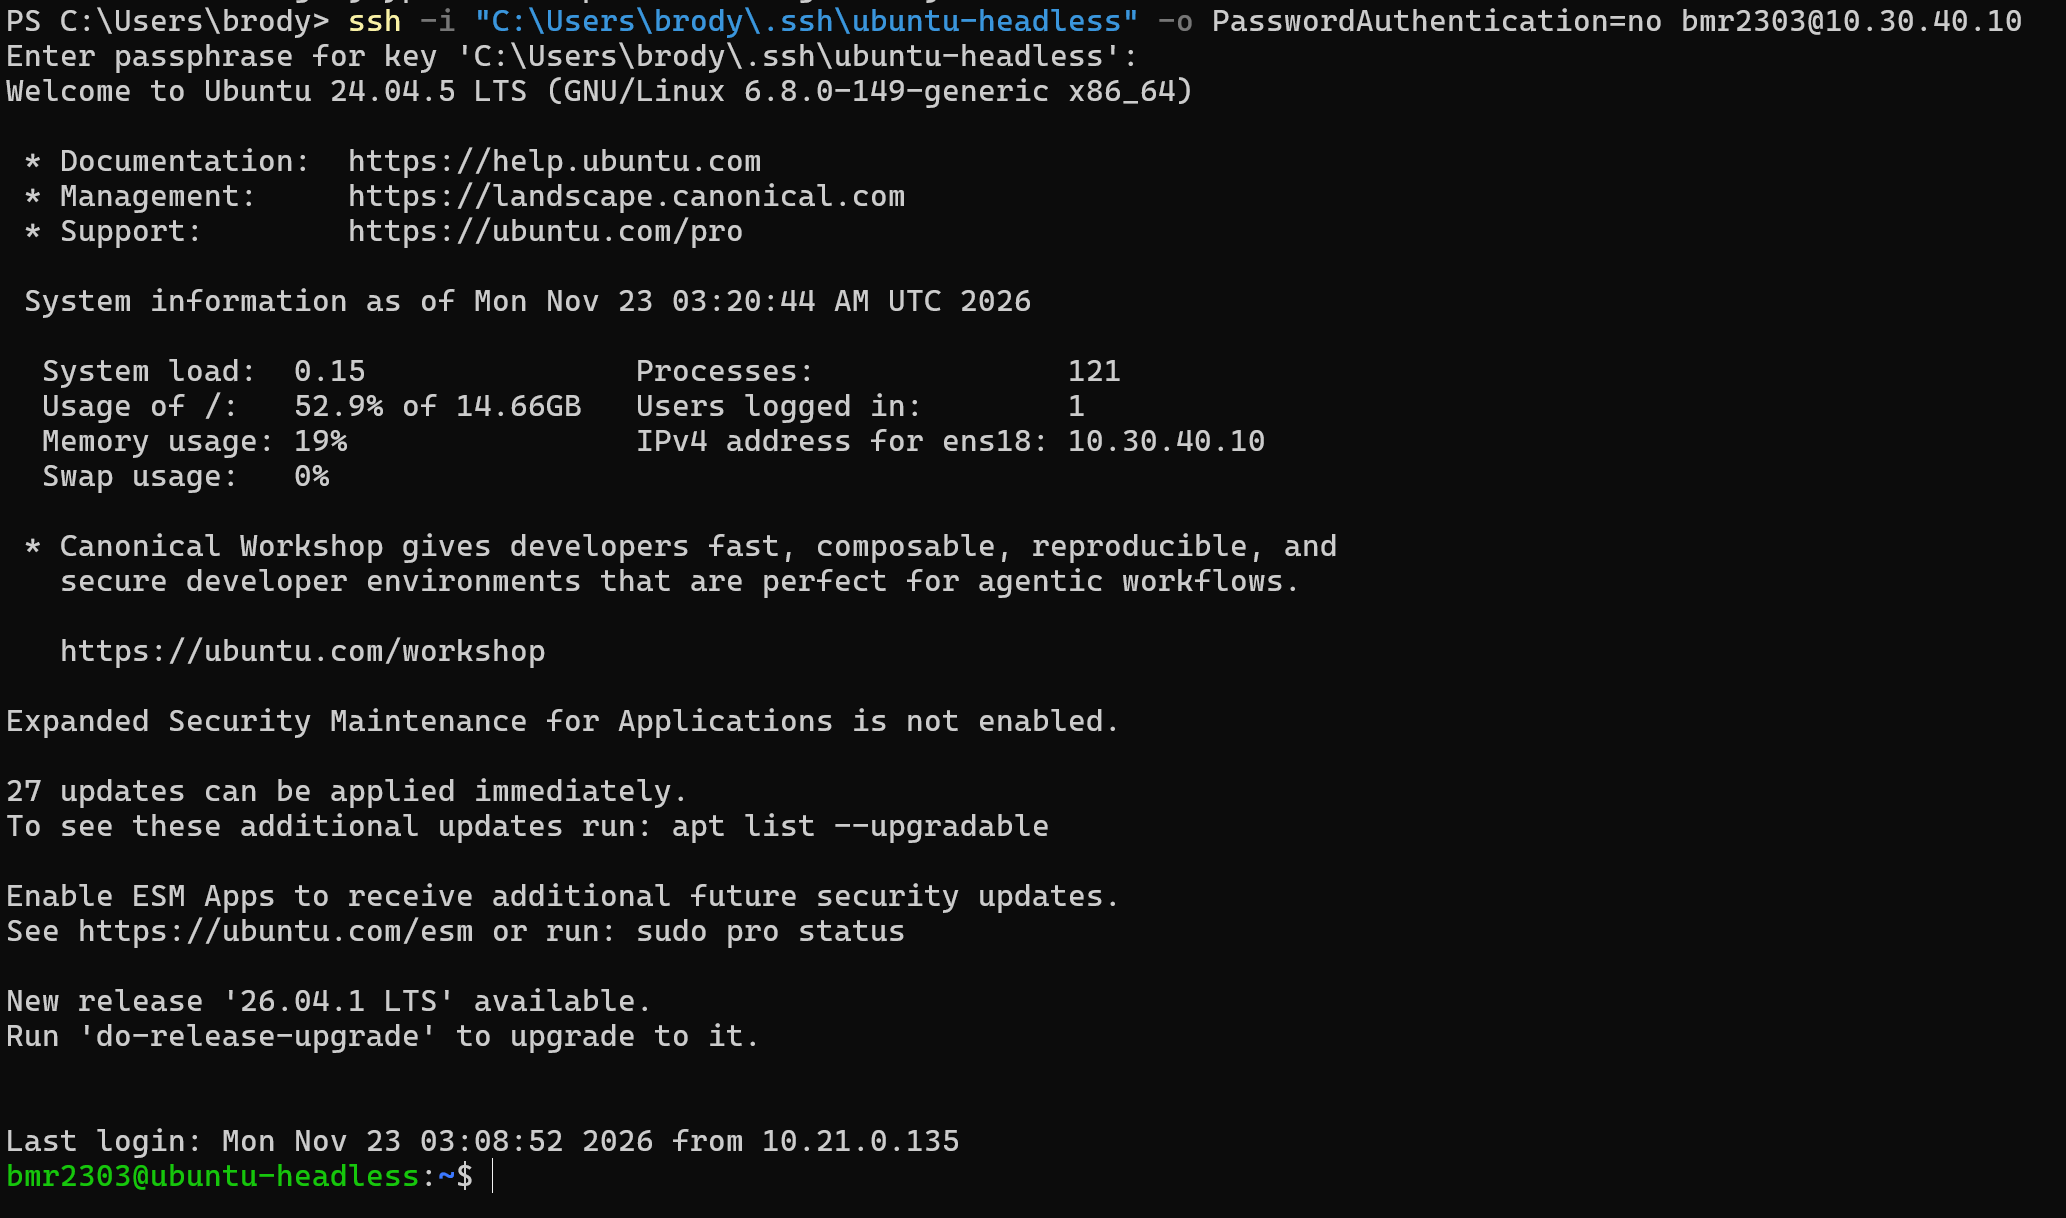 PS C:\Users\brody> ssh -i "C:\Users\brody\.ssh\ubuntu-headless" -o PasswordAuthentication=no bmr2303@10.30.40.10
Enter passphrase for key 'C:\Users\brody\.ssh\ubuntu-headless':
Welcome to Ubuntu 24.04.5 LTS (GNU/Linux 6.8.0-149-generic x86_64)

 * Documentation:  https://help.ubuntu.com
 * Management:     https://landscape.canonical.com
 * Support:        https://ubuntu.com/pro

 System information as of Mon Nov 23 03:20:44 AM UTC 2026

  System load:  0.15               Processes:              121
  Usage of /:   52.9% of 14.66GB   Users logged in:        1
  Memory usage: 19%                IPv4 address for ens18: 10.30.40.10
  Swap usage:   0%

 * Canonical Workshop gives developers fast, composable, reproducible, and
   secure developer environments that are perfect for agentic workflows.

   https://ubuntu.com/workshop

Expanded Security Maintenance for Applications is not enabled.

27 updates can be applied immediately.
To see these additional updates run: apt list --upgradable

Enable ESM Apps to receive additional future security updates.
See https://ubuntu.com/esm or run: sudo pro status

New release '26.04.1 LTS' available.
Run 'do-release-upgrade' to upgrade to it.


Last login: Mon Nov 23 03:08:52 2026 from 10.21.0.135
bmr2303@ubuntu-headless:~$